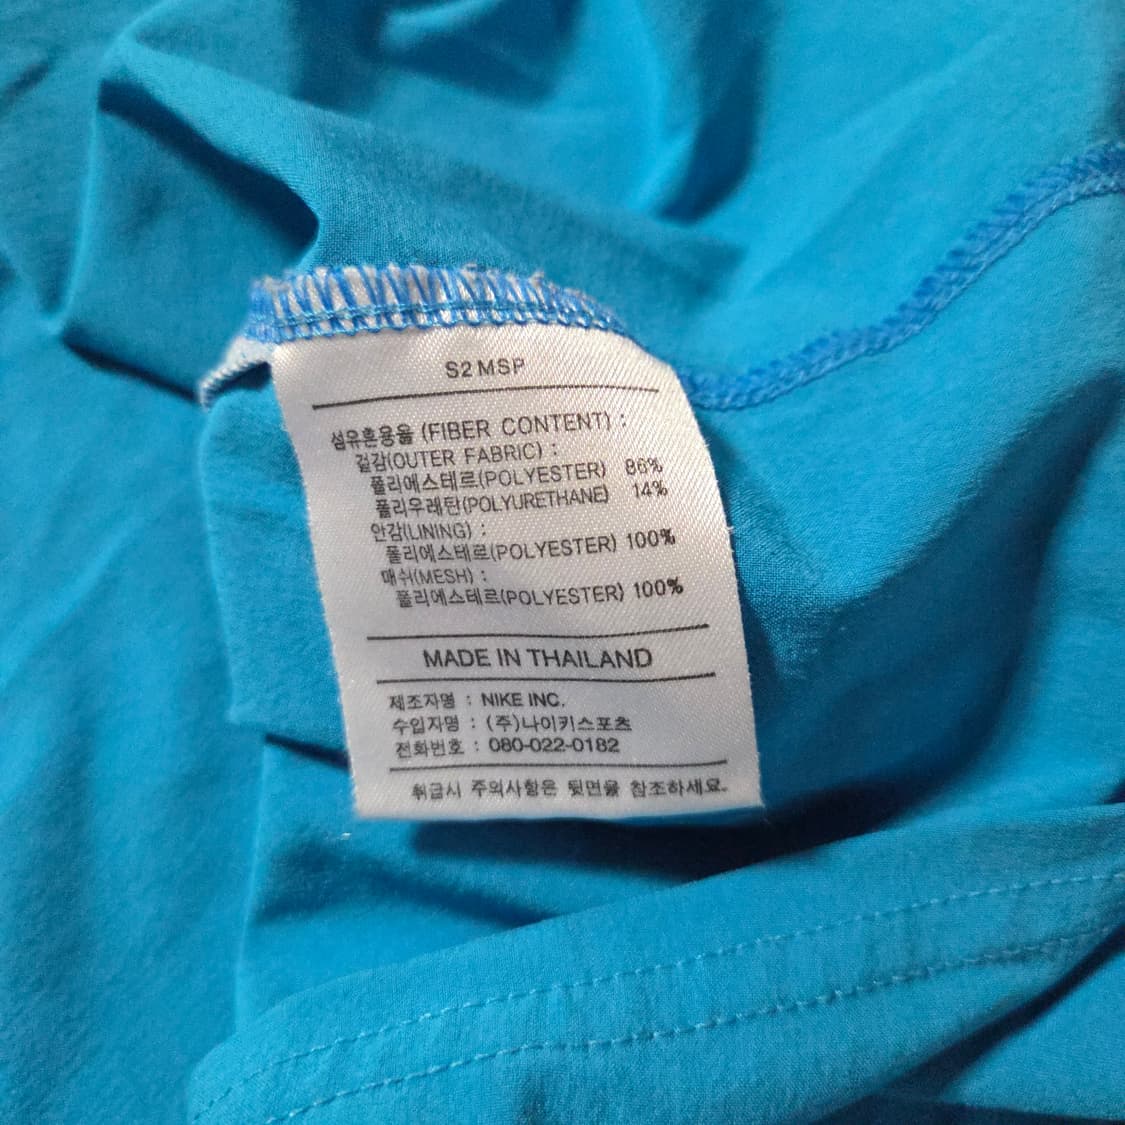 S2 MSP
섬유혼용율 (FIBER CONTENT) :
겉감(OUTER FABRIC) :
폴리에스테르(POLYESTER) 86%
폴리우레탄(POLYURETHANE) 14%
안감(LINING) :
폴리에스테르(POLYESTER) 100%
매쉬(MESH) :
폴리에스테르(POLYESTER) 100%
MADE IN THAILAND
제조자명 : NIKE INC.
수입자명 : (주)나이키스포츠
전화번호 : 080-022-0182
취급시 주의사항은 뒷면을 참조하세요.